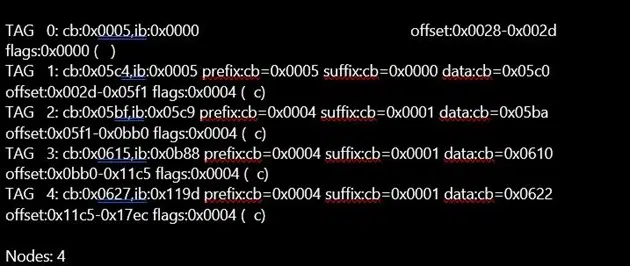 TAG   0: cb:0x0005,ib:0x0000                                        offset:0x0028-0x002d
flags:0x0000 (   )
TAG   1: cb:0x05c4,ib:0x0005 prefix:cb=0x0005 suffix:cb=0x0000 data:cb=0x05c0
offset:0x002d-0x05f1 flags:0x0004 (  c)
TAG   2: cb:0x05bf,ib:0x05c9 prefix:cb=0x0004 suffix:cb=0x0001 data:cb=0x05ba
offset:0x05f1-0x0bb0 flags:0x0004 (  c)
TAG   3: cb:0x0615,ib:0x0b88 prefix:cb=0x0004 suffix:cb=0x0001 data:cb=0x0610
offset:0x0bb0-0x11c5 flags:0x0004 (  c)
TAG   4: cb:0x0627,ib:0x119d prefix:cb=0x0004 suffix:cb=0x0001 data:cb=0x0622
offset:0x11c5-0x17ec flags:0x0004 (  c)
Nodes: 4